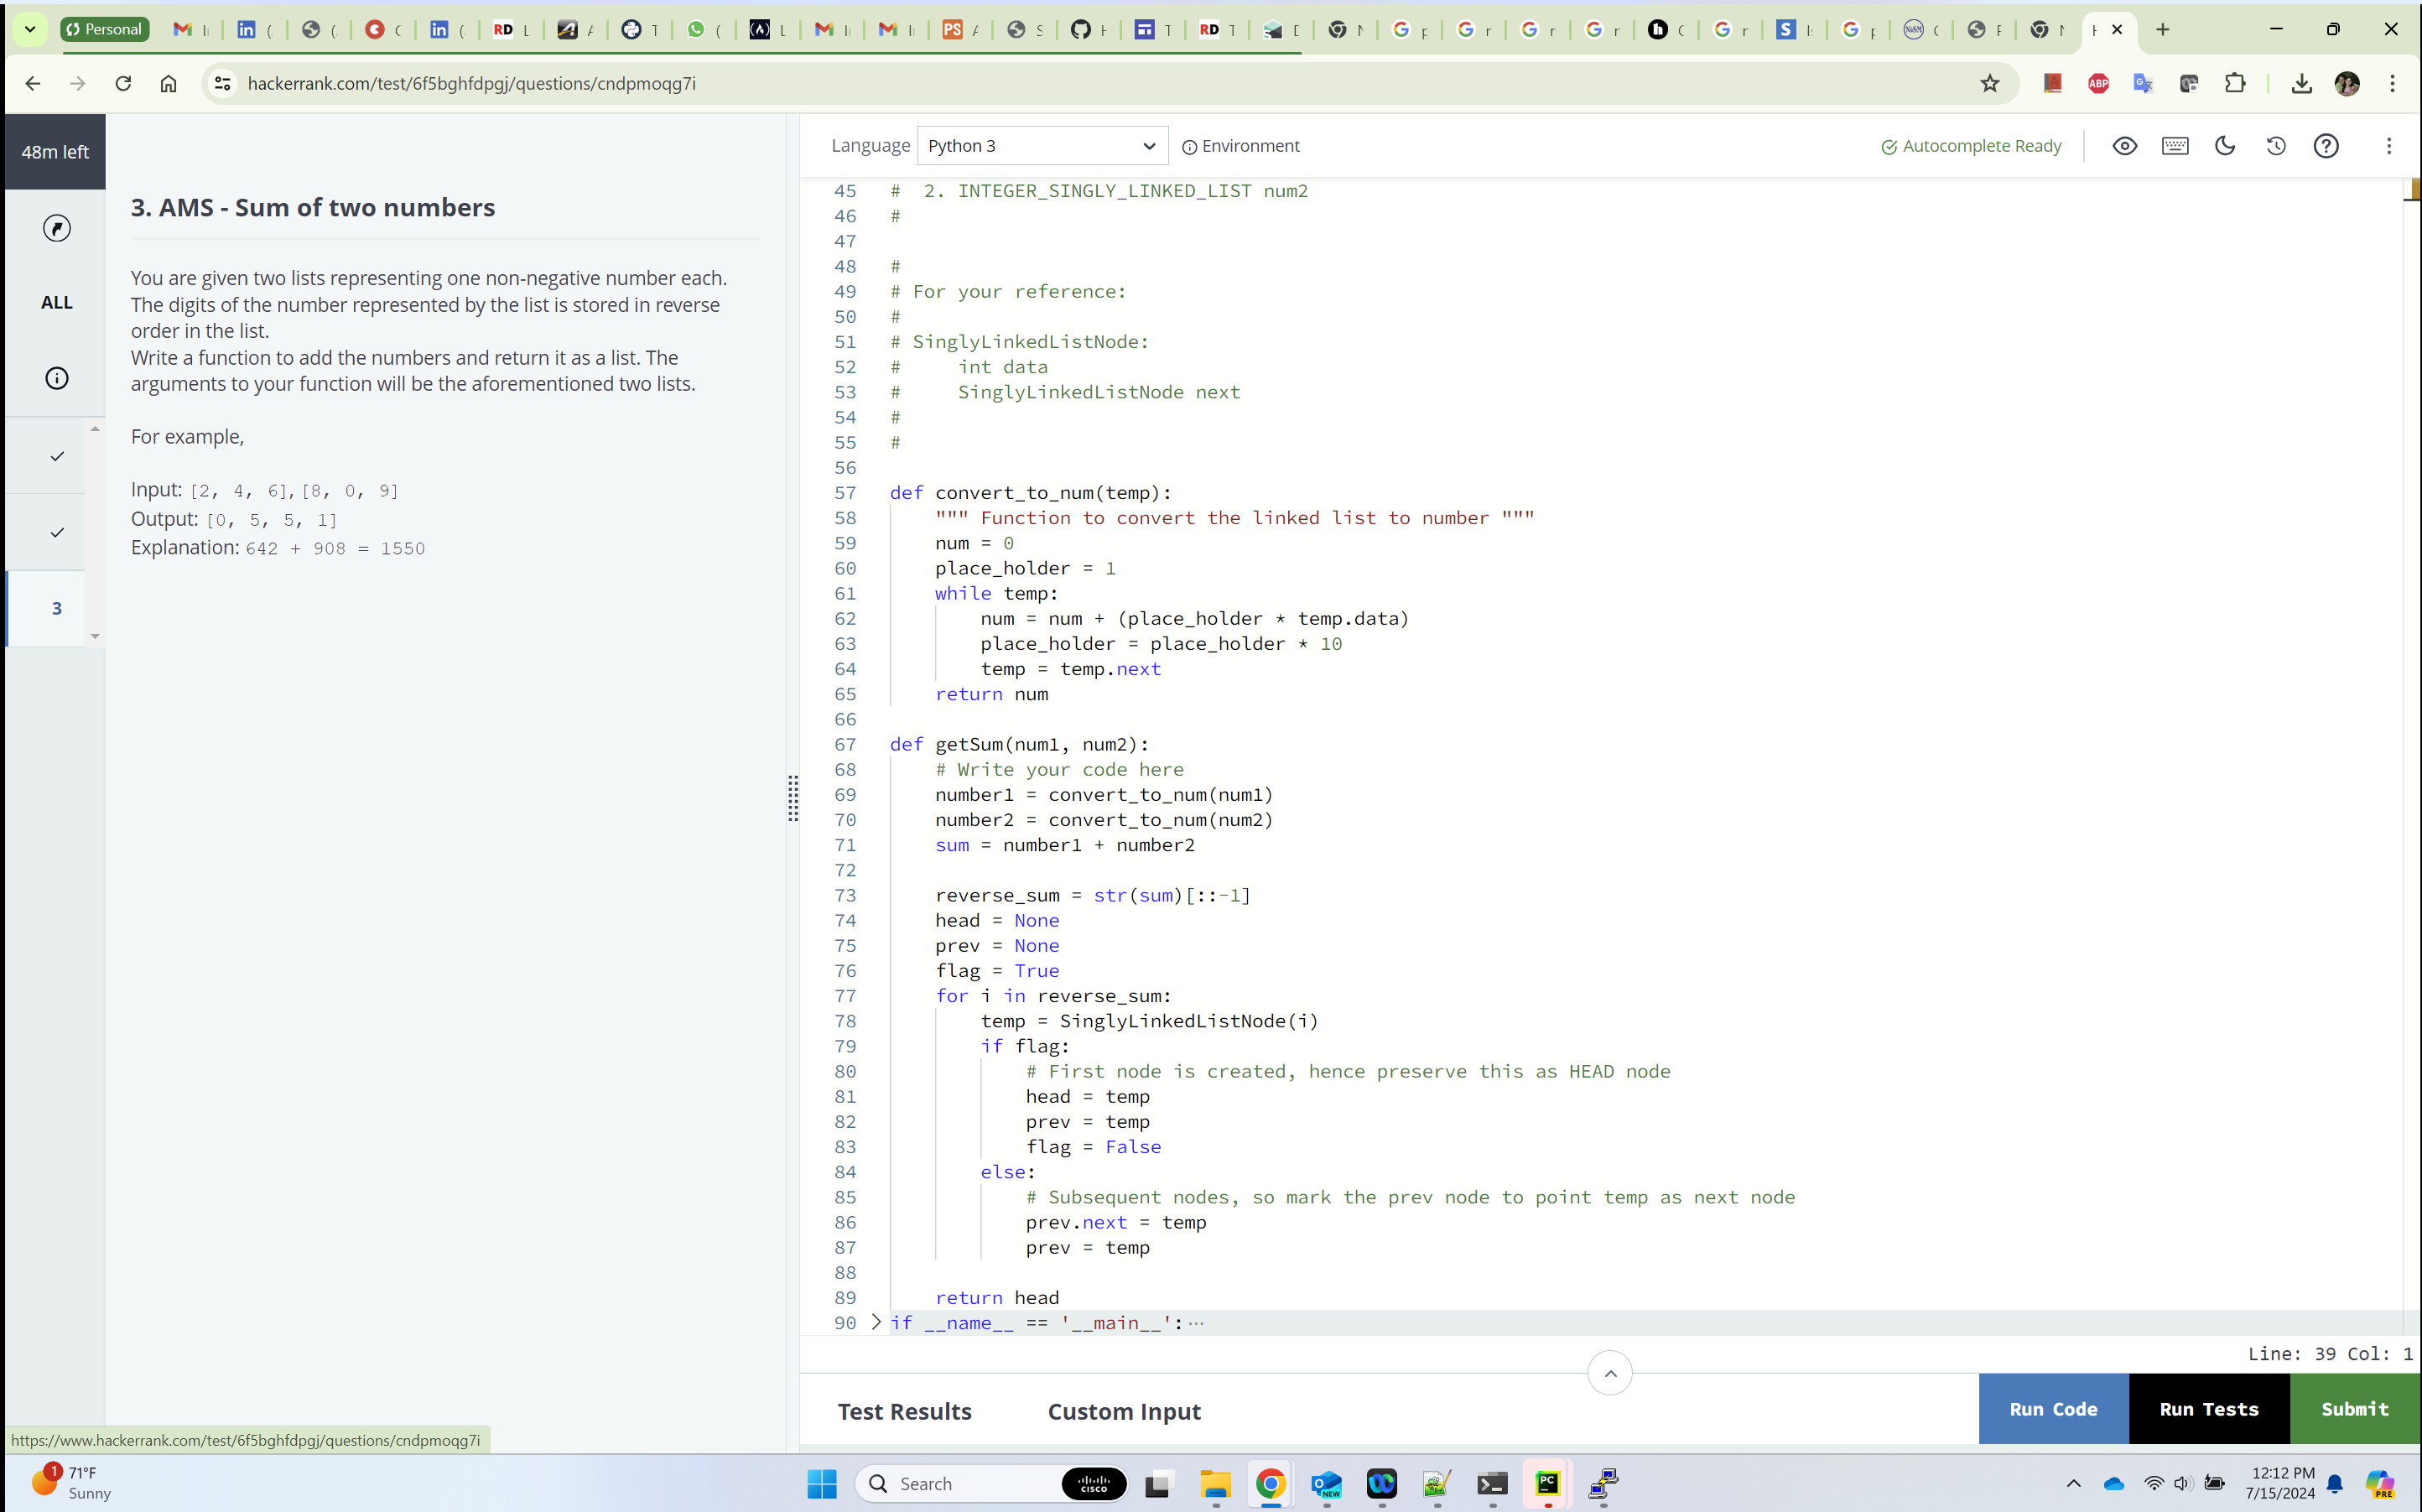 Personal
hackerrank.com/test/6f5bghfdpgj/questions/cndpmoqg7i
ABP
48m left
ALL
3
3. AMS - Sum of two numbers
You are given two lists representing one non-negative number each.
The digits of the number represented by the list is stored in reverse
order in the list.
Write a function to add the numbers and return it as a list. The
arguments to your function will be the aforementioned two lists.
For example,
Input: [2, 4, 6],[8, 0, 9]
Output: [0, 5, 5, 1]
Explanation: 642 + 908 = 1550
Language Python 3 Environment
Autocomplete Ready
45 #  2. INTEGER_SINGLY_LINKED_LIST num2
46 #
47
48 #
49 # For your reference:
50 #
51 # SinglyLinkedListNode:
52 #     int data
53 #     SinglyLinkedListNode next
54 #
55 #
56
57 def convert_to_num(temp):
58     """ Function to convert the linked list to number """
59     num = 0
60     place_holder = 1
61     while temp:
62         num = num + (place_holder * temp.data)
63         place_holder = place_holder * 10
64         temp = temp.next
65     return num
66
67 def getSum(num1, num2):
68     # Write your code here
69     number1 = convert_to_num(num1)
70     number2 = convert_to_num(num2)
71     sum = number1 + number2
72
73     reverse_sum = str(sum)[::-1]
74     head = None
75     prev = None
76     flag = True
77     for i in reverse_sum:
78         temp = SinglyLinkedListNode(i)
79         if flag:
80             # First node is created, hence preserve this as HEAD node
81             head = temp
82             prev = temp
83             flag = False
84         else:
85             # Subsequent nodes, so mark the prev node to point temp as next node
86             prev.next = temp
87             prev = temp
88
89     return head
90 if __name__ == '__main__':...
Line: 39 Col: 1
Test Results Custom Input
Run Code Run Tests Submit
https://www.hackerrank.com/test/6f5bghfdpgj/questions/cndpmoqg7i
1
71°F
Sunny
Search
CISCO
NEW
PC
12:12 PM
7/15/2024
PRE